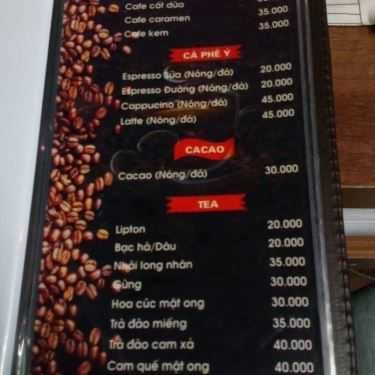 Cafe cốt dừa
Cafe caramen 35.000
Cafe kem 35.000
CÀ PHÊ Ý
Espresso Sữa (Nóng/đá) 20.000
Espresso Đường (Nóng/đá) 20.000
Cappucino (Nóng/đá) 45.000
Latte (Nóng/đá) 45.000
CACAO
Cacao (Nóng/đá) 30.000
TEA
Lipton 20.000
Bạc hà/Dâu 20.000
Nhài long nhãn 35.000
Gừng 30.000
Hoa cúc mật ong 30.000
Trà đào miếng 35.000
Trà đào cam xả 40.000
Cam quế mật ong 40.000